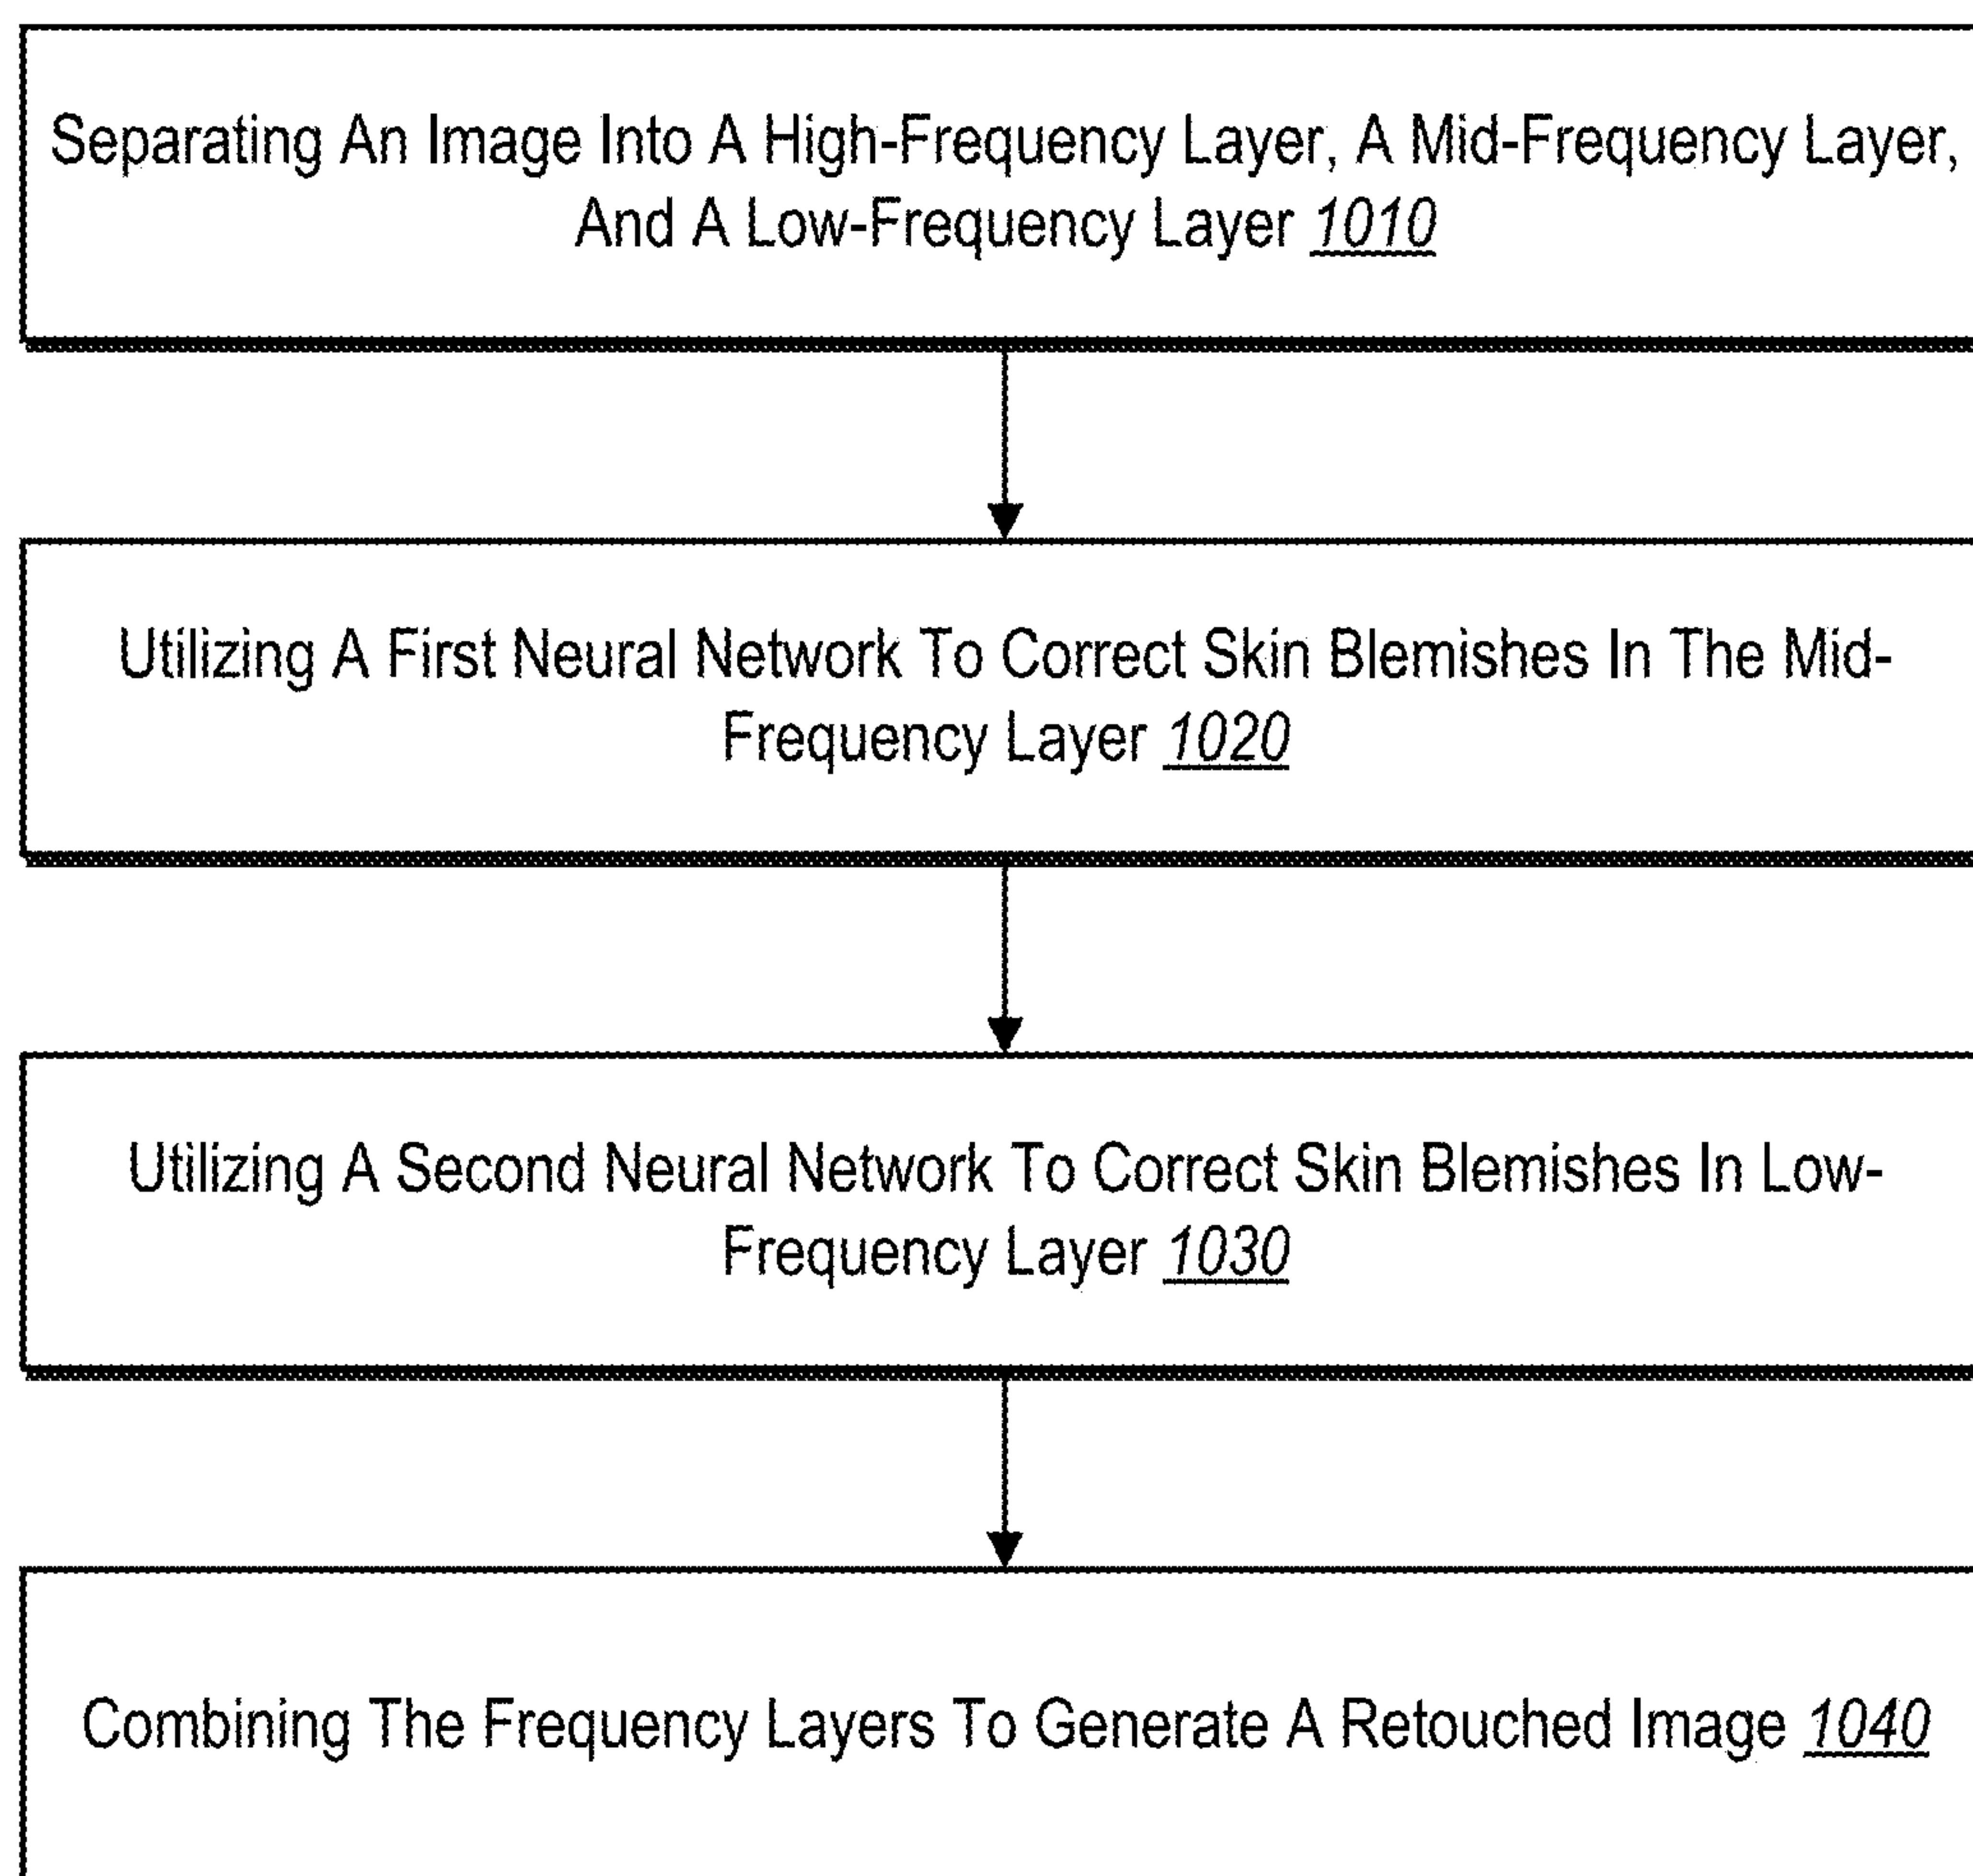 Separating An Image Into A High-Frequency Layer, A Mid-Frequency Layer,
And A Low-Frequency Layer 1010
Utilizing A First Neural Network To Correct Skin Blemishes In The Mid-
Frequency Layer 1020
Utilizing A Second Neural Network To Correct Skin Blemishes In Low-
Frequency Layer 1030
Combining The Frequency Layers To Generate A Retouched Image 1040